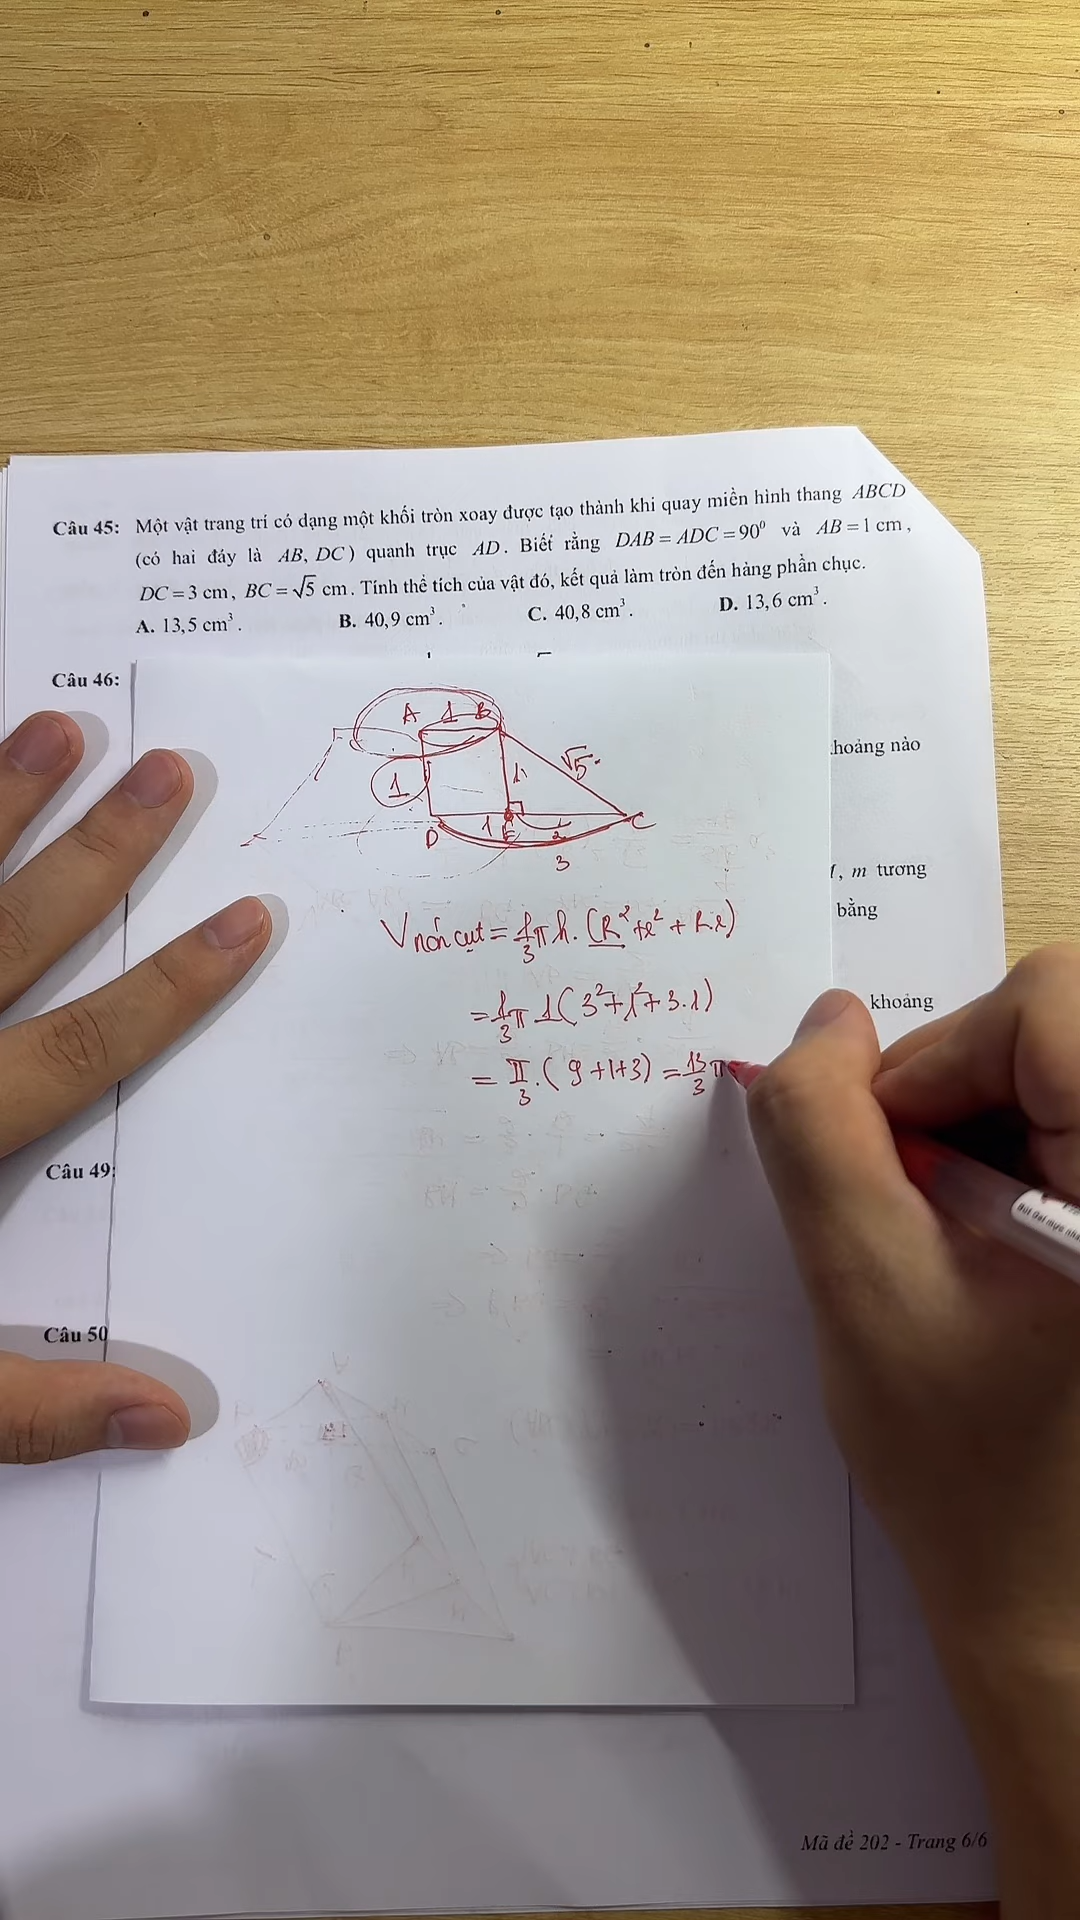 Câu 45: Một vật trang trí có dạng một khối tròn xoay được tạo thành khi quay miền hình thang ABCD
(có hai đáy là AB, DC) quanh trục AD. Biết rằng DAB = ADC = 90⁰ và AB = 1 cm,
DC = 3 cm, BC = √5 cm. Tính thể tích của vật đó, kết quả làm tròn đến hàng phần chục.
A. 13,5 cm³. B. 40,9 cm³. C. 40,8 cm³. D. 13,6 cm³.
Câu 46:
A 1 B
1 1 √5
D 1 E 2 C
3
hoảng nào
, m tương
bằng
khoảng
V nón cụt = 1/3 π h. (R² + r² + R.r)
= 1/3 π 1 (3² + 1² + 3.1)
= π/3 . (9 + 1 + 3) = 13/3 π
Câu 49:
Câu 50
Mã đề 202 - Trang 6/6